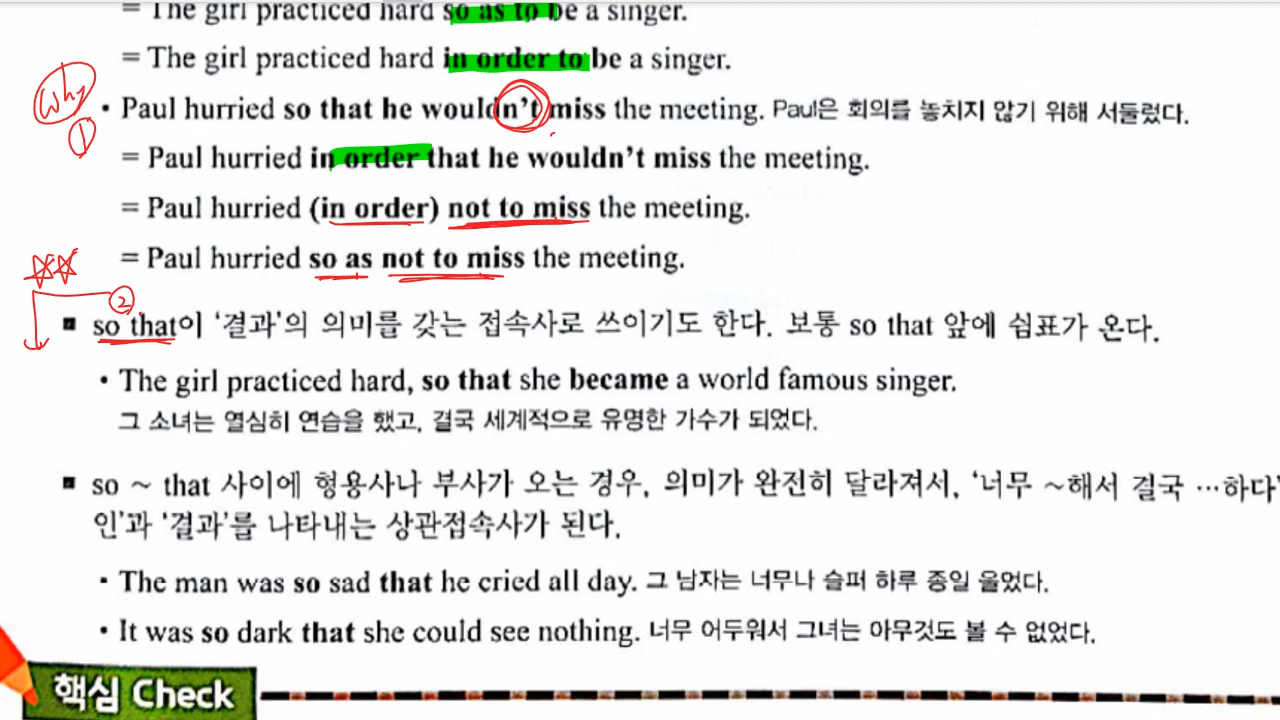 = The girl practiced hard so as to be a singer.
= The girl practiced hard in order to be a singer.
Why
①
• Paul hurried so that he wouldn't miss the meeting. Paul은 회의를 놓치지 않기 위해 서둘렀다.
= Paul hurried in order that he wouldn't miss the meeting.
= Paul hurried (in order) not to miss the meeting.
= Paul hurried so as not to miss the meeting.
②
■ so that이 '결과'의 의미를 갖는 접속사로 쓰이기도 한다. 보통 so that 앞에 쉼표가 온다.
• The girl practiced hard, so that she became a world famous singer.
그 소녀는 열심히 연습을 했고, 결국 세계적으로 유명한 가수가 되었다.
■ so ~ that 사이에 형용사나 부사가 오는 경우, 의미가 완전히 달라져서, '너무 ~해서 결국 …하다'
인'과 '결과'를 나타내는 상관접속사가 된다.
• The man was so sad that he cried all day. 그 남자는 너무나 슬퍼 하루 종일 울었다.
• It was so dark that she could see nothing. 너무 어두워서 그녀는 아무것도 볼 수 없었다.
핵심 Check